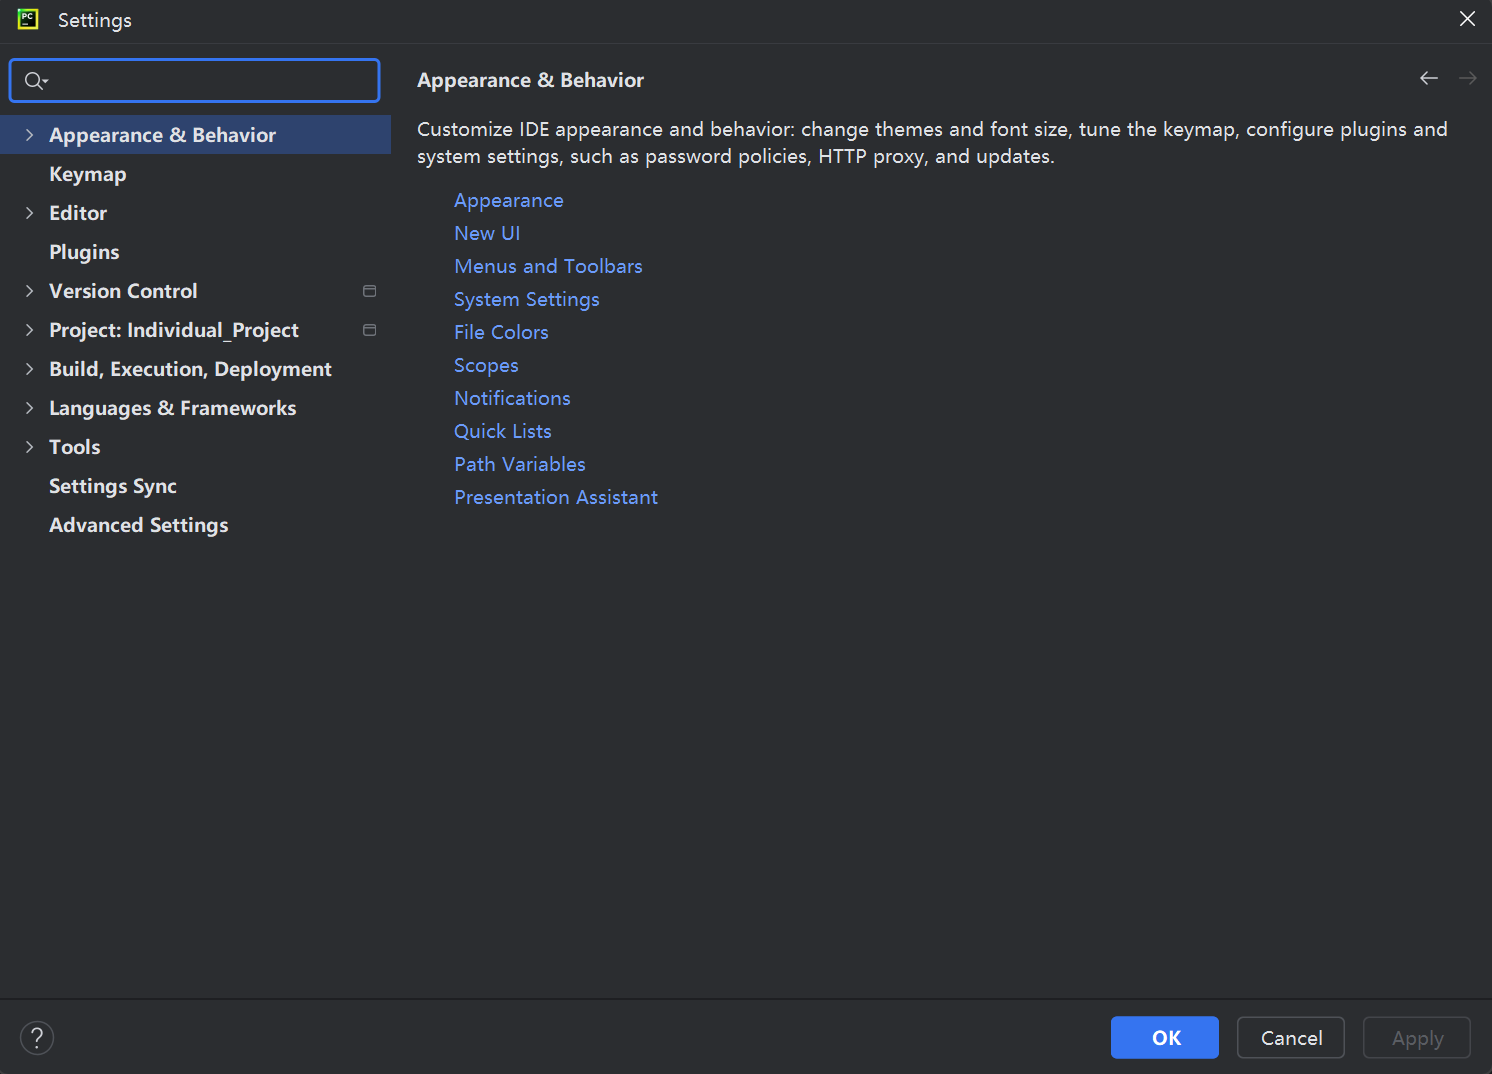 PC
Settings
Appearance & Behavior
Keymap
Editor
Plugins
Version Control
Project: Individual_Project
Build, Execution, Deployment
Languages & Frameworks
Tools
Settings Sync
Advanced Settings
Appearance & Behavior
Customize IDE appearance and behavior: change themes and font size, tune the keymap, configure plugins and
system settings, such as password policies, HTTP proxy, and updates.
Appearance
New UI
Menus and Toolbars
System Settings
File Colors
Scopes
Notifications
Quick Lists
Path Variables
Presentation Assistant
?
OK
Cancel
Apply